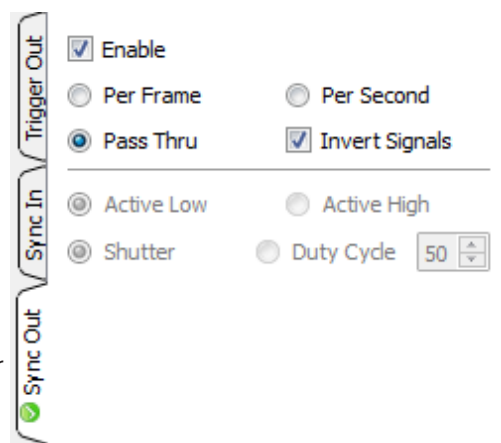 Trigger Out
Sync In
Sync Out
Enable
Per Frame Per Second
Pass Thru Invert Signals
Active Low Active High
Shutter Duty Cycle 50